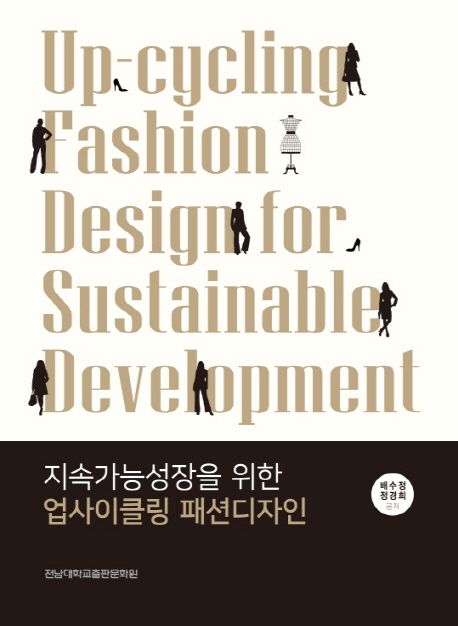 Up-cycling
Fashion
Design for
Sustainable
Development
지속가능성장을 위한
업사이클링 패션디자인
배수정
정경희
공저
전남대학교출판문화원